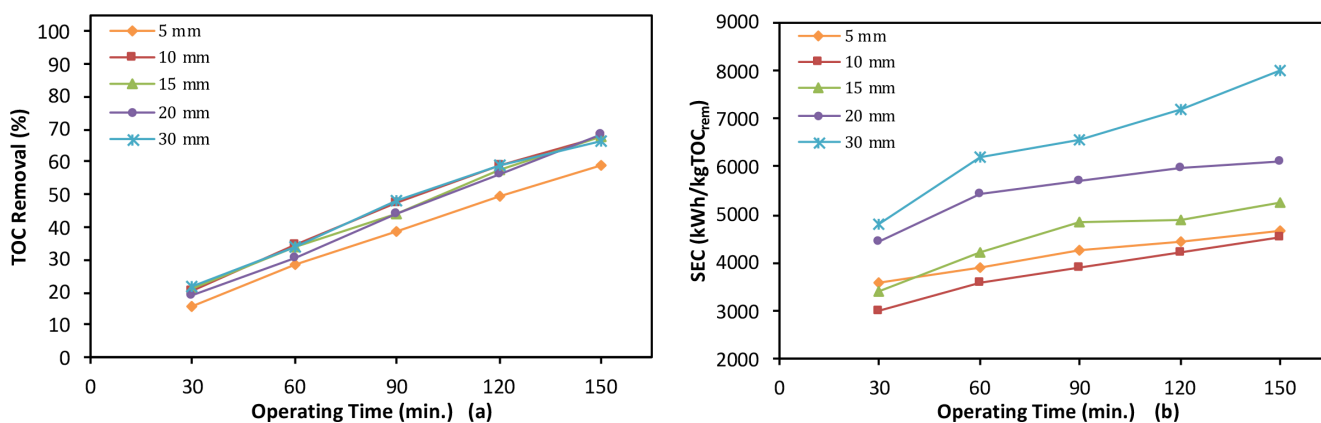 TOC Removal (%)
100
90
80
70
60
50
40
30
20
10
0
5 mm
10 mm
15 mm
20 mm
30 mm
0 30 60 90 120 150
Operating Time (min.) (a)
SEC (kWh/kgTOCrem)
9000
8000
7000
6000
5000
4000
3000
2000
5 mm
10 mm
15 mm
20 mm
30 mm
0 30 60 90 120 150
Operating Time (min.) (b)